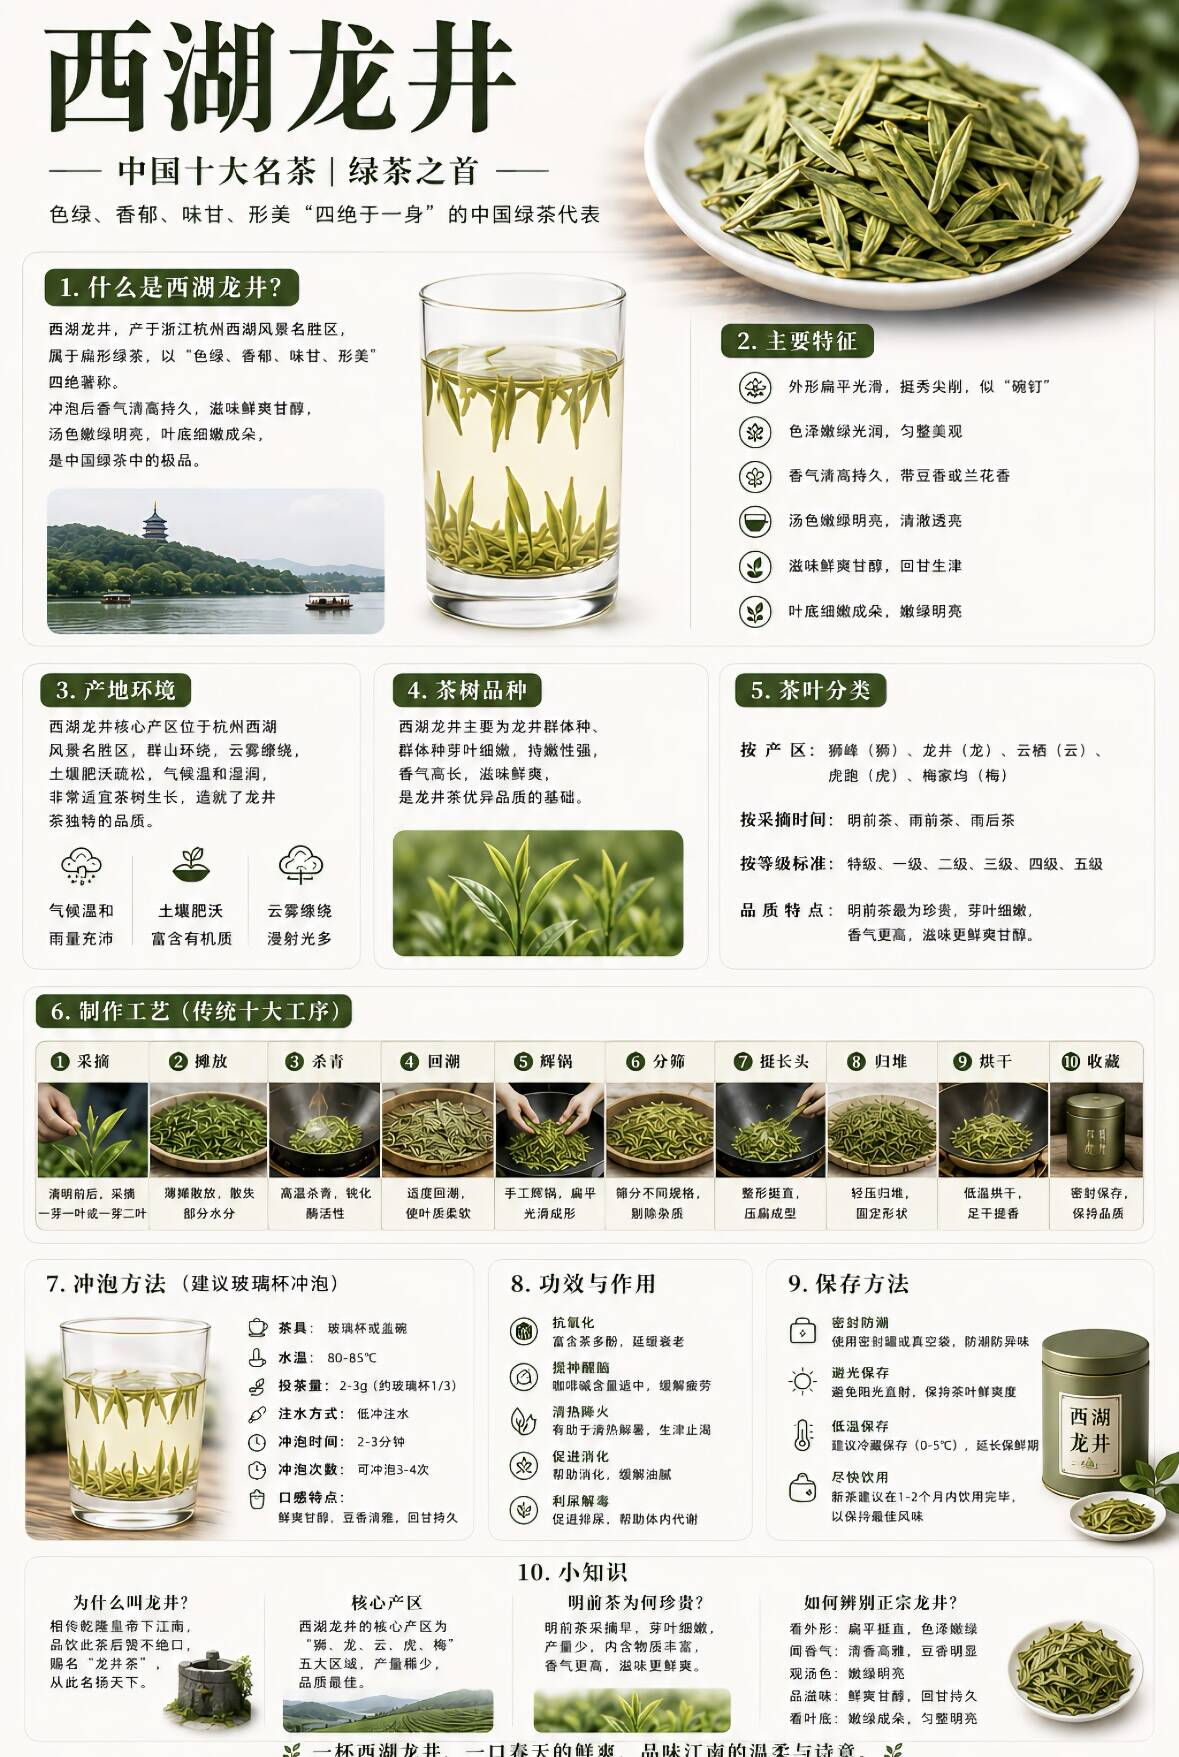 西湖龙井
中国十大名茶 | 绿茶之首
色绿、香郁、味甘、形美“四绝于一身”的中国绿茶代表
1. 什么是西湖龙井?
西湖龙井，产于浙江杭州西湖风景名胜区，
属于扁形绿茶，以“色绿、香郁、味甘、形美”
四绝著称。
冲泡后香气清高持久，滋味鲜爽甘醇，
汤色嫩绿明亮，叶底细嫩成朵，
是中国绿茶中的极品。
2. 主要特征
外形扁平光滑，挺秀尖削，似“碗钉”
色泽嫩绿光润，匀整美观
香气清高持久，带豆香或兰花香
汤色嫩绿明亮，清澈透亮
滋味鲜爽甘醇，回甘生津
叶底细嫩成朵，嫩绿明亮
3. 产地环境
西湖龙井核心产区位于杭州西湖
风景名胜区，群山环绕，云雾缭绕，
土壤肥沃疏松，气候温和湿润，
非常适宜茶树生长，造就了龙井
茶独特的品质。
气候温和
雨量充沛
土壤肥沃
富含有机质
云雾缭绕
漫射光多
4. 茶树品种
西湖龙井主要为龙井群体种、
群体种芽叶细嫩，持嫩性强，
香气高长，滋味鲜爽，
是龙井茶优异品质的基础。
5. 茶叶分类
按产区：狮峰（狮）、龙井（龙）、云栖（云）、
虎跑（虎）、梅家坞（梅）
按采摘时间：明前茶、雨前茶、雨后茶
按等级标准：特级、一级、二级、三级、四级、五级
品质特点：明前茶最为珍贵，芽叶细嫩，
香气更高，滋味更鲜爽甘醇。
6. 制作工艺（传统十大工序）
1 采摘
清明前后，采摘
一芽一叶或一芽二叶
2 摊放
薄摊散放，散失
部分水分
3 杀青
高温杀青，钝化
酶活性
4 回潮
适度回潮，
使叶质柔软
5 辉锅
手工辉锅，扁平
光滑成形
6 分筛
筛分不同规格，
剔除杂质
7 挺长头
整形挺直，
压扁成型
8 归堆
轻压归堆，
固定形状
9 烘干
低温烘干，
足干提香
10 收藏
密封保存，
保持品质
7. 冲泡方法（建议玻璃杯冲泡）
茶具：玻璃杯或盖碗
水温：80-85℃
投茶量：2-3g (约玻璃杯1/3)
注水方式：低冲注水
冲泡时间：2-3分钟
冲泡次数：可冲泡3-4次
口感特点：
鲜爽甘醇，豆香清雅，回甘持久
8. 功效与作用
抗氧化
富含茶多酚，延缓衰老
提神醒脑
咖啡碱含量适中，缓解疲劳
清热降火
有助于清热解暑，生津止渴
促进消化
帮助消化，缓解油腻
利尿解毒
促进排尿，帮助体内代谢
9. 保存方法
密封防潮
使用密封罐或真空袋，防潮防异味
避光保存
避免阳光直射，保持茶叶鲜爽度
低温保存
建议冷藏保存（0-5℃），延长保鲜期
尽快饮用
新茶建议在1-2个月内饮用完毕，
以保持最佳风味
西湖
龙井
10. 小知识
为什么叫龙井？
相传乾隆皇帝下江南，
品饮此茶后赞不绝口，
赐名“龙井茶”，
从此名扬天下。
核心产区
西湖龙井的核心产区为
“狮、龙、云、虎、梅”
五大区域，产量稀少，
品质最佳。
明前茶为何珍贵？
明前茶采摘早，芽叶细嫩，
产量少，内含物质丰富，
香气更高，滋味更鲜爽。
如何辨别正宗龙井？
看外形：扁平挺直，色泽嫩绿
闻香气：清香高雅，豆香明显
观汤色：嫩绿明亮
品滋味：鲜爽甘醇，回甘持久
看叶底：嫩绿成朵，匀整明亮
一杯西湖龙井，一口春天的鲜爽，品味江南的温柔与诗意。